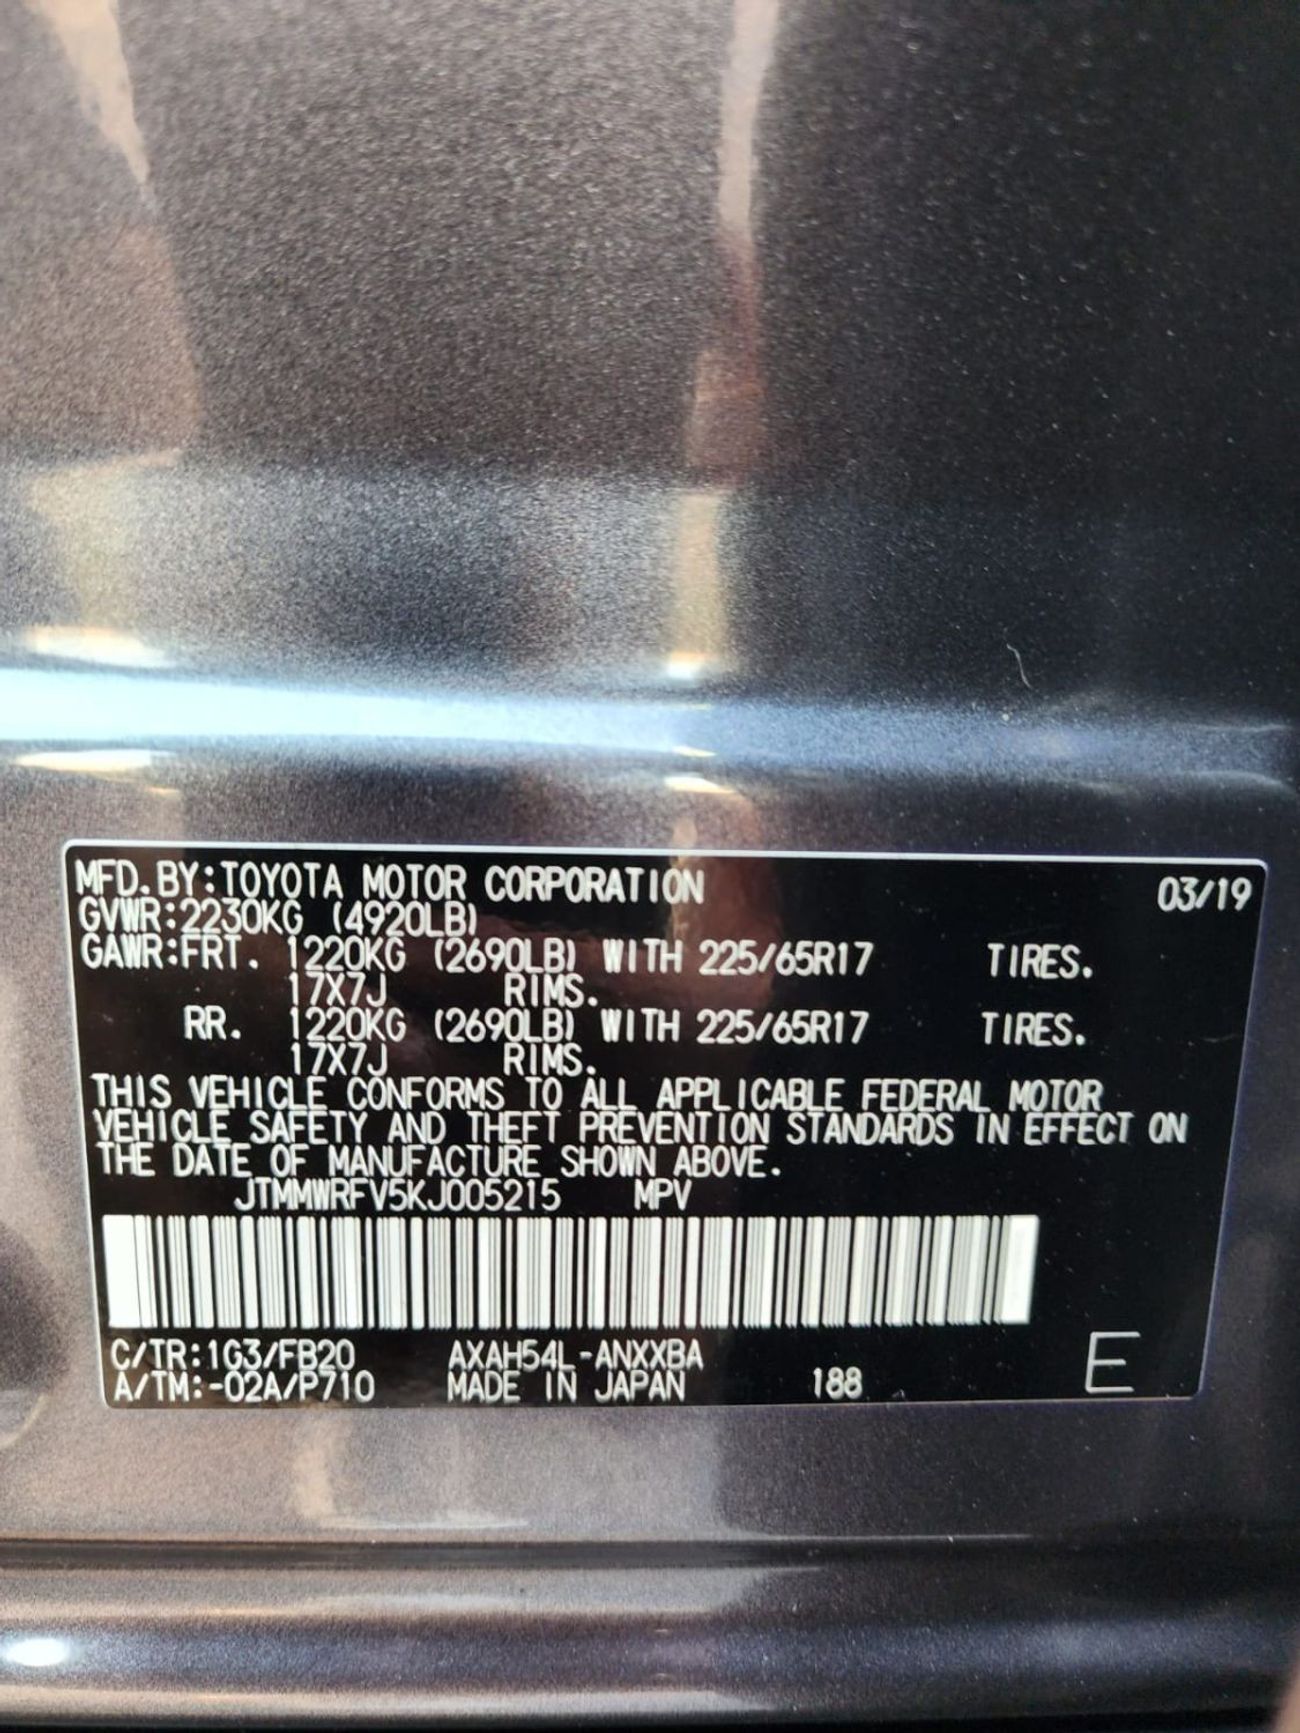 MFD.BY:TOYOTA MOTOR CORPORATION 03/19
GVWR:2230KG (4920LB)
GAWR:FRT. 1220KG (2690LB) WITH 225/65R17 TIRES.
17X7J RIMS.
RR. 1220KG (2690LB) WITH 225/65R17 TIRES.
17X7J RIMS.
THIS VEHICLE CONFORMS TO ALL APPLICABLE FEDERAL MOTOR
VEHICLE SAFETY AND THEFT PREVENTION STANDARDS IN EFFECT ON
THE DATE OF MANUFACTURE SHOWN ABOVE.
JTMMWRFV5KJ005215 MPV
C/TR:1G3/FB20 AXAH54L-ANXXBA
A/TM:-02A/P710 MADE IN JAPAN 188 E